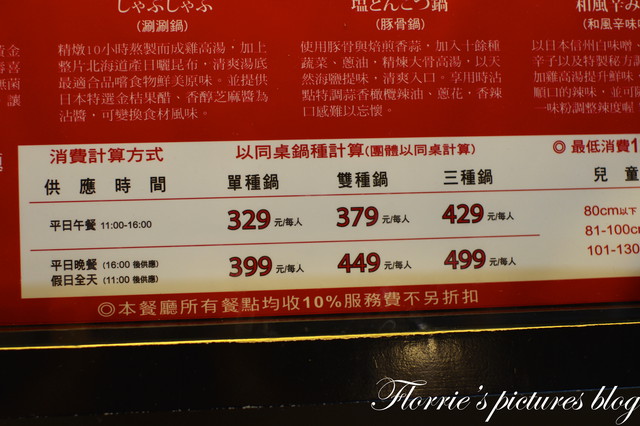 しゃぶしゃぶ
(涮涮鍋)
精燉10小時熬製而成雞高湯，加上
整片北海道產日曬昆布，清爽湯底
最適合品嚐食物鮮美原味。並提供
日本特選金桔果醋、香醇芝麻醬為
沾醬，可變換食材風味。
塩とんこつ鍋
(豚骨鍋)
使用豚骨與焙煎香蒜，加入十餘種
蔬菜、蔥油，精煉大骨高湯，以天
然海鹽提味，清爽入口。享用時沾
點特調蒜香橄欖辣油、蔥花，香辣
口感難以忘懷。
和風辛み
(和風辛味
以日本信州白味噌
辛子以及特製秘方調
加雞高湯提升鮮味
順口的辣味，並可隨
一味粉調整辣度喔
消費計算方式
以同桌鍋種計算(團體以同桌計算)
◎ 最低消費1
供應時間 單種鍋 雙種鍋 三種鍋 兒童
平日午餐 11:00-16:00 329 元/每人 379 元/每人 429 元/每人
80cm以下
81-100c
101-130
平日晚餐 (16:00 後供應)
假日全天 (11:00 後供應)
399 元/每人 449 元/每人 499 元/每人
◎本餐廳所有餐點均收10%服務費不另折扣
Florrie's pictures blog